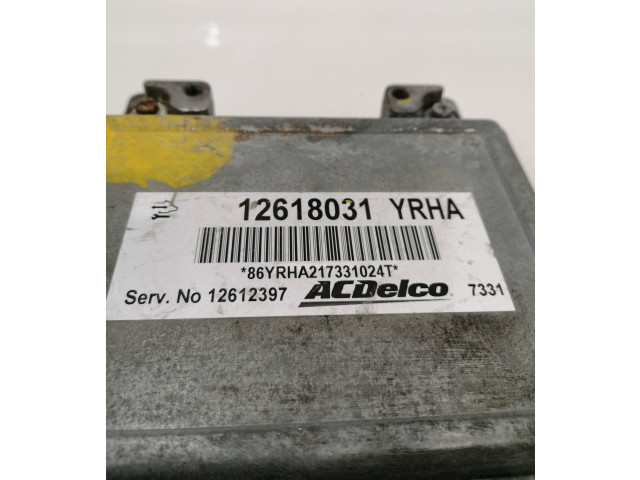 12618031 YRHA
*86YRHA217331024T*
Serv. No 12612397 ACDelco 7331